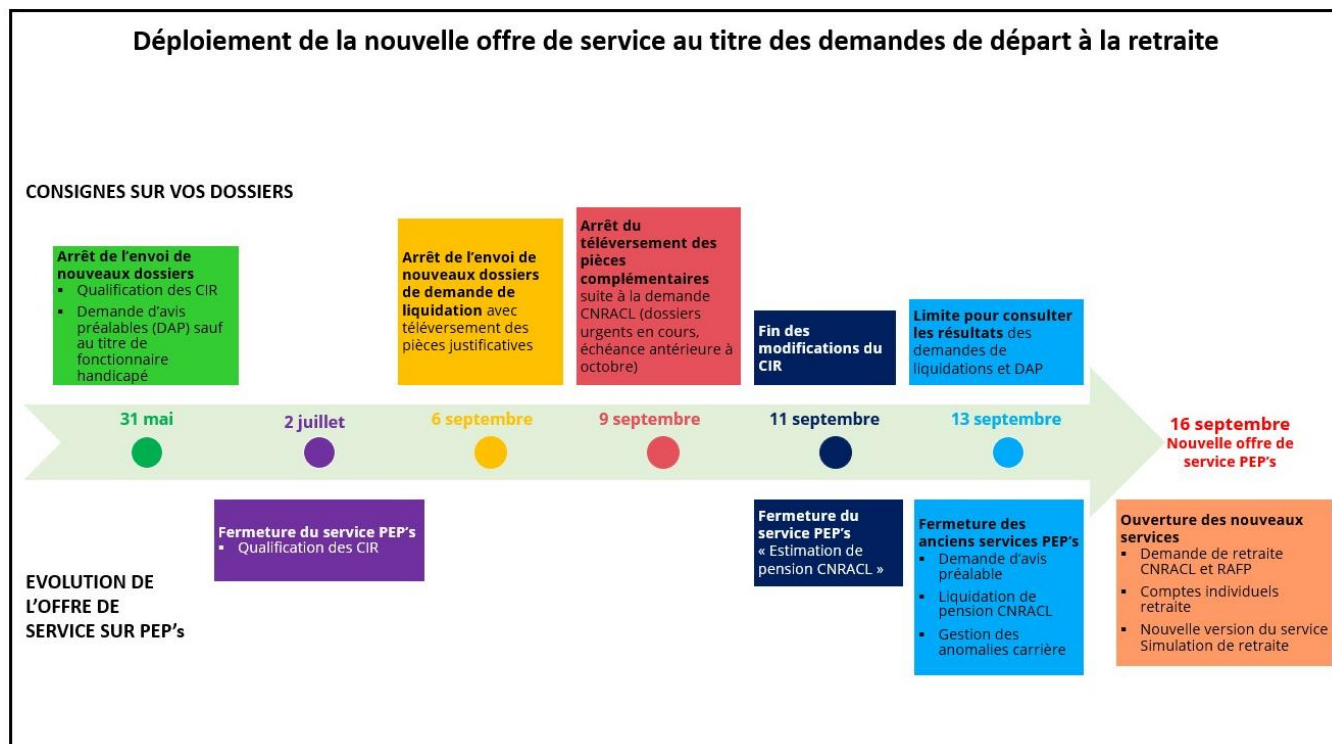 Déploiement de la nouvelle offre de service au titre des demandes de départ à la retraite
CONSIGNES SUR VOS DOSSIERS
Arrêt de l'envoi de
nouveaux dossiers
▪ Qualification des CIR
▪ Demande d'avis
préalables (DAP) sauf
au titre de
fonctionnaire
handicapé
Arrêt de l'envoi de
nouveaux dossiers
de demande de
liquidation avec
téléversement des
pièces justificatives
Arrêt du
téléversement des
pièces
complémentaires
suite à la demande
CNRACL (dossiers
urgents en cours,
échéance antérieure à
octobre)
Fin des
modifications du
CIR
Limite pour consulter
les résultats des
demandes de
liquidations et DAP
31 mai
2 juillet
6 septembre
9 septembre
11 septembre
13 septembre
16 septembre
Nouvelle offre de
service PEP's
EVOLUTION DE
L'OFFRE DE
SERVICE SUR PEP's
Fermeture du service PEP's
▪ Qualification des CIR
Fermeture du
service PEP's
« Estimation de
pension CNRACL »
Fermeture des
anciens services PEP's
▪ Demande d'avis
préalable
▪ Liquidation de
pension CNRACL
▪ Gestion des
anomalies carrière
Ouverture des nouveaux
services
▪ Demande de retraite
CNRACL et RAFP
▪ Comptes individuels
retraite
▪ Nouvelle version du service
Simulation de retraite